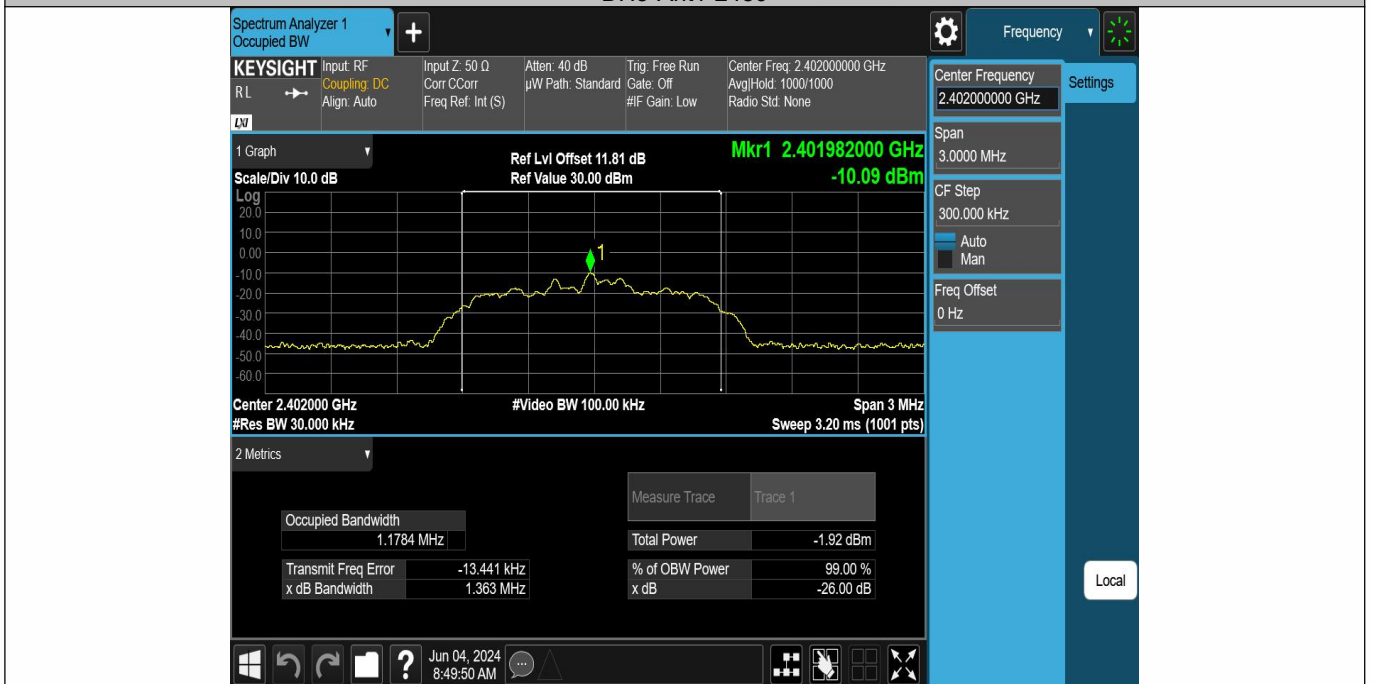 Spectrum Analyzer 1
Occupied BW
+
Frequency
KEYSIGHT
R L
LXI
Input: RF
Coupling: DC
Align: Auto
Input Z: 50 Ω
Corr CCorr
Freq Ref: Int (S)
Atten: 40 dB
µW Path: Standard
Trig: Free Run
Gate: Off
#IF Gain: Low
Center Freq: 2.402000000 GHz
Avg|Hold: 1000/1000
Radio Std: None
Center Frequency
2.402000000 GHz
Settings
Span
3.0000 MHz
CF Step
300.000 kHz
Auto
Man
Freq Offset
0 Hz
Local
1 Graph
Scale/Div 10.0 dB
Ref Lvl Offset 11.81 dB
Ref Value 30.00 dBm
Mkr1 2.401982000 GHz
-10.09 dBm
Log
20.0
10.0
0.00
-10.0
-20.0
-30.0
-40.0
-50.0
-60.0
1
Center 2.402000 GHz
#Video BW 100.00 kHz
Span 3 MHz
#Res BW 30.000 kHz
Sweep 3.20 ms (1001 pts)
2 Metrics
Measure Trace Trace 1
Occupied Bandwidth
1.1784 MHz
Total Power -1.92 dBm
Transmit Freq Error -13.441 kHz
% of OBW Power 99.00 %
x dB Bandwidth 1.363 MHz
x dB -26.00 dB
?
Jun 04, 2024
8:49:50 AM